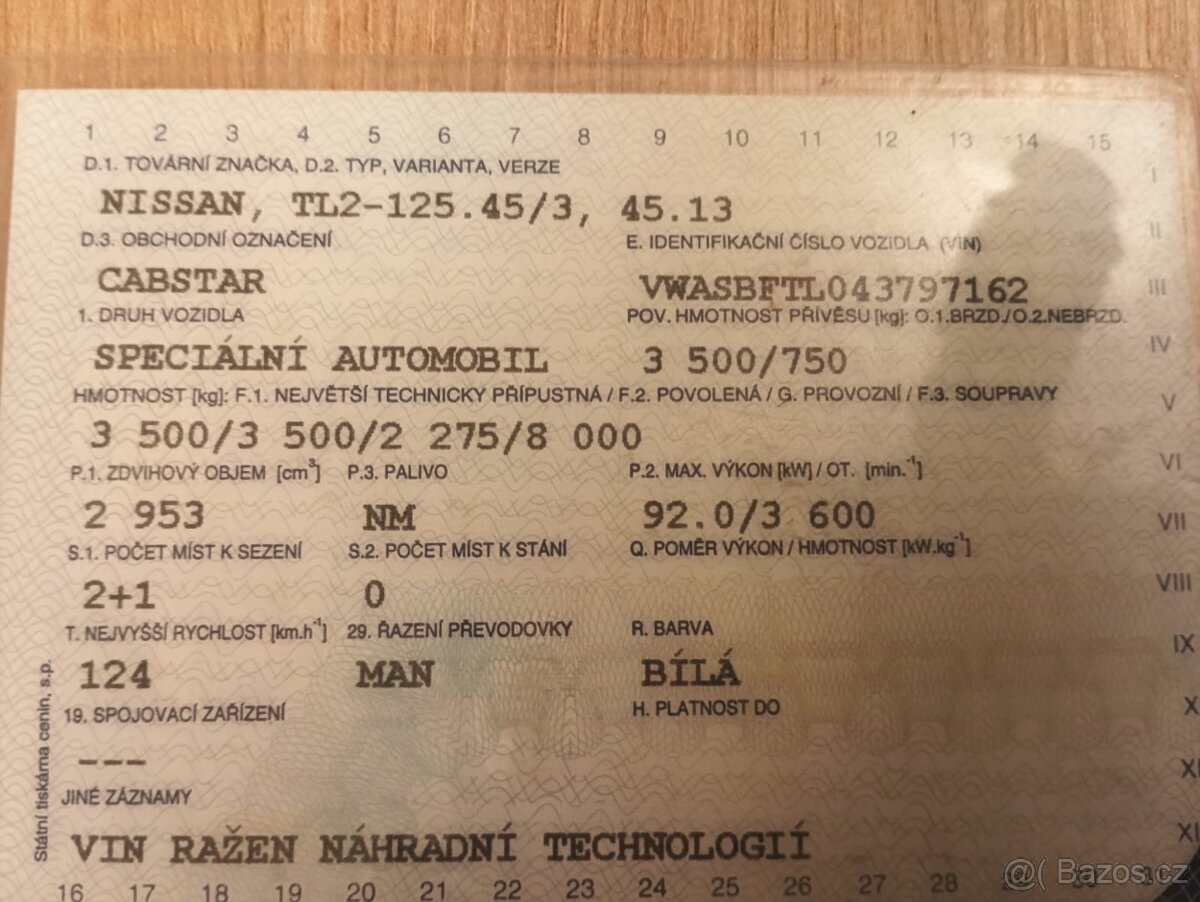 1 2 3 4 5 6 7 8 9 10 11 12 13 14 15
D.1. TOVÁRNÍ ZNAČKA, D.2. TYP, VARIANTA, VERZE
I
NISSAN, TL2-125.45/3, 45.13
II
D.3. OBCHODNÍ OZNAČENÍ E. IDENTIFIKAČNÍ ČÍSLO VOZIDLA (VIN)
CABSTAR VWASBFTL043797162
III
1. DRUH VOZIDLA POV. HMOTNOST PŘÍVĚSU [kg]: O.1.BRZD./O.2.NEBRZD.
SPECIÁLNÍ AUTOMOBIL 3 500/750
IV
HMOTNOST [kg]: F.1. NEJVĚTŠÍ TECHNICKY PŘÍPUSTNÁ / F.2. POVOLENÁ / G. PROVOZNÍ / F.3. SOUPRAVY
V
3 500/3 500/2 275/8 000
P.1. ZDVIHOVÝ OBJEM [cm³] P.3. PALIVO P.2. MAX. VÝKON [kW] / OT. [min.⁻¹]
VI
2 953 NM 92.0/3 600
VII
S.1. POČET MÍST K SEZENÍ S.2. POČET MÍST K STÁNÍ Q. POMĚR VÝKON / HMOTNOST [kW.kg⁻¹]
2+1 0
VIII
T. NEJVYŠŠÍ RYCHLOST [km.h⁻¹] 29. ŘAZENÍ PŘEVODOVKY R. BARVA
IX
124 MAN BÍLÁ
19. SPOJOVACÍ ZAŘÍZENÍ H. PLATNOST DO
X
---
JINÉ ZÁZNAMY
VIN RAŽEN NÁHRADNÍ TECHNOLOGIÍ
16 17 18 19 20 21 22 23 24 25 26 27 28
Státní tiskárna cenin, s.p.
@( Bazos.cz